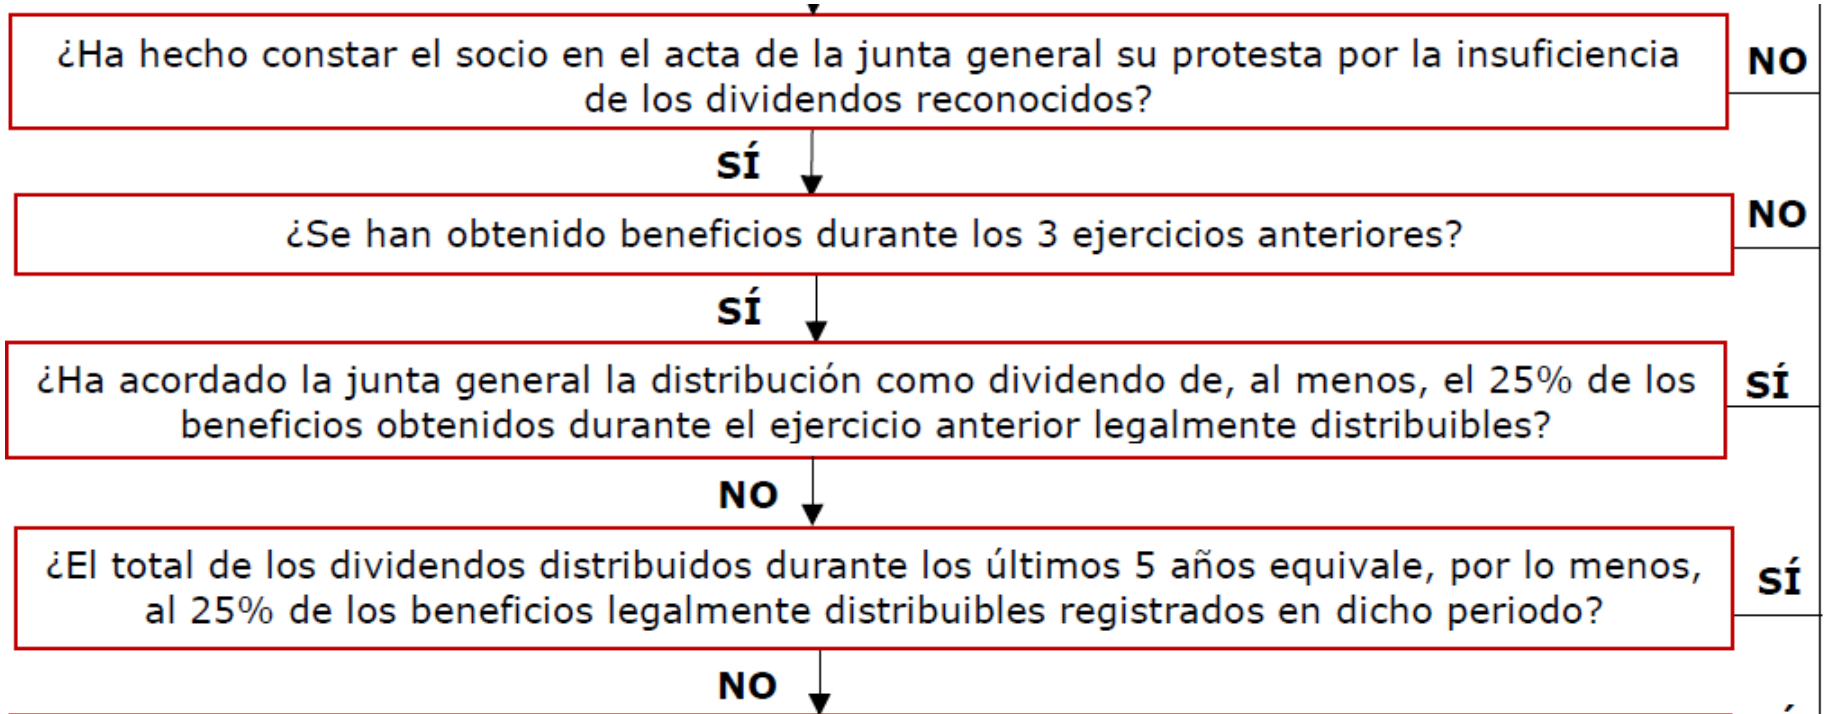 ¿Ha hecho constar el socio en el acta de la junta general su protesta por la insuficiencia
de los dividendos reconocidos?
NO
SÍ
¿Se han obtenido beneficios durante los 3 ejercicios anteriores?
NO
SÍ
¿Ha acordado la junta general la distribución como dividendo de, al menos, el 25% de los
beneficios obtenidos durante el ejercicio anterior legalmente distribuibles?
SÍ
NO
¿El total de los dividendos distribuidos durante los últimos 5 años equivale, por lo menos,
al 25% de los beneficios legalmente distribuibles registrados en dicho periodo?
SÍ
NO